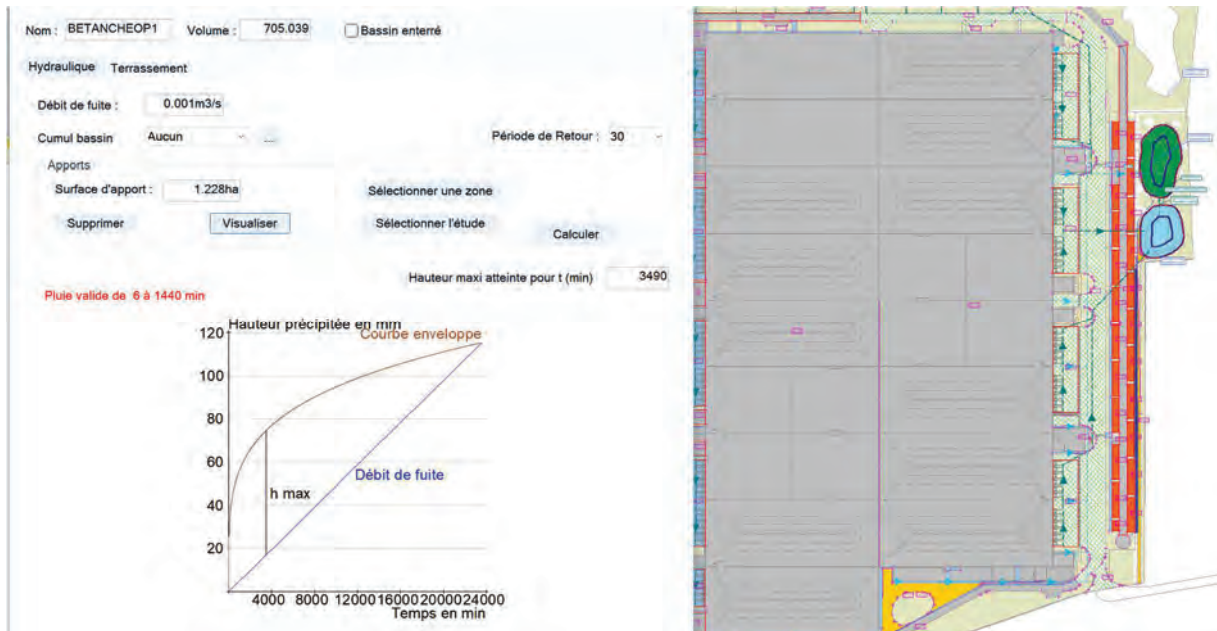 Nom : BETANCHEOP1 Volume : 705.039 Bassin enterré
Hydraulique Terrassement
Débit de fuite : 0.001m3/s
Cumul bassin Aucun ... Période de Retour : 30
Apports
Surface d'apport : 1.228ha Sélectionner une zone
Supprimer Visualiser Sélectionner l'étude Calculer
Hauteur maxi atteinte pour t (min) 3490
Pluie valide de 6 à 1440 min
Hauteur précipitée en mm
Courbe enveloppe
120
100
80
60
Débit de fuite
h max
40
20
4000 8000 12000 16000 20000 24000
Temps en min